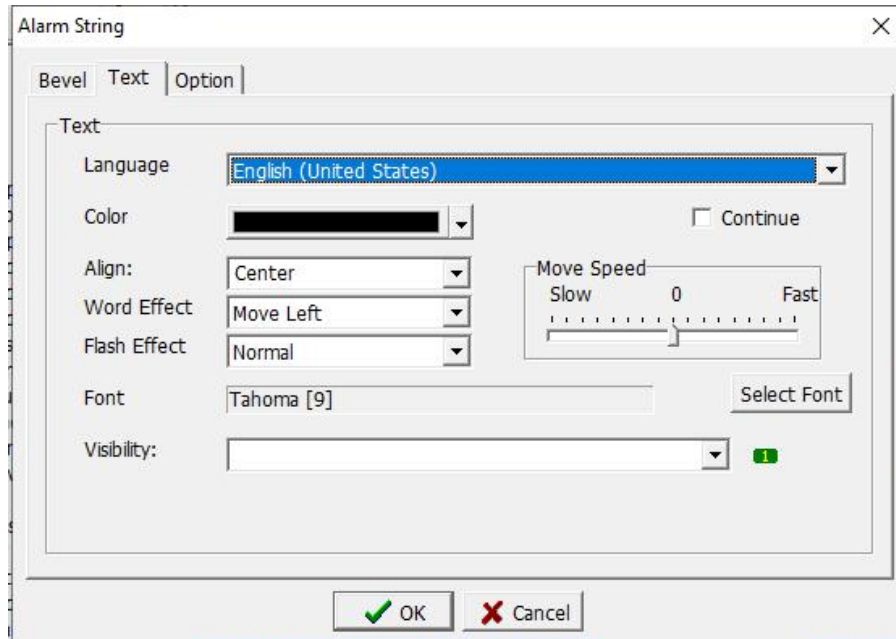 Alarm String
Bevel Text Option
Text
Language English (United States)
Color Continue
Align: Center
Move Speed
Slow 0 Fast
Word Effect Move Left
Flash Effect Normal
Font Tahoma [9] Select Font
Visibility: 1
OK Cancel